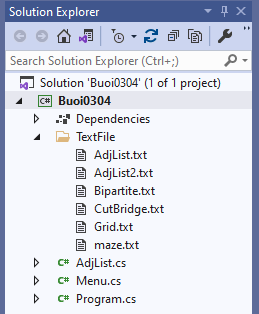 Solution Explorer
Search Solution Explorer (Ctrl+;)
Solution 'Buoi0304' (1 of 1 project)
C# Buoi0304
Dependencies
TextFile
AdjList.txt
AdjList2.txt
Bipartite.txt
CutBridge.txt
Grid.txt
maze.txt
C# AdjList.cs
C# Menu.cs
C# Program.cs